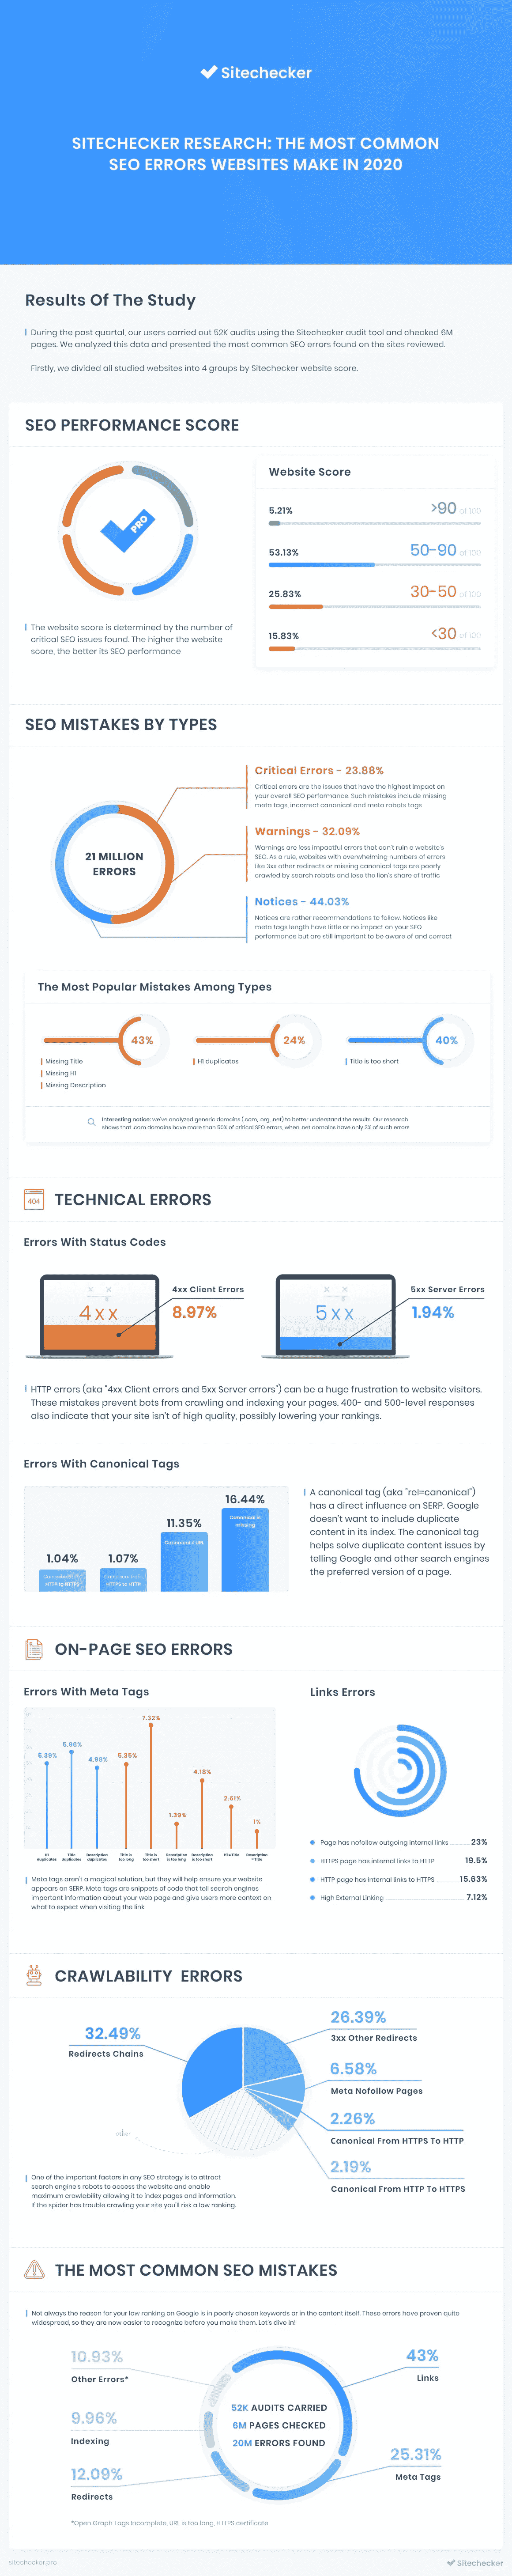 Sitechecker
SITECHECKER RESEARCH: THE MOST COMMON
SEO ERRORS WEBSITES MAKE IN 2020
Results Of The Study
During the past quartal, our users carried out 52K audits using the Sitechecker audit tool and checked 6M
pages. We analyzed this data and presented the most common SEO errors found on the sites reviewed.
Firstly, we divided all studied websites into 4 groups by Sitechecker website score.
SEO PERFORMANCE SCORE
PRO
The website score is determined by the number of
critical SEO issues found. The higher the website
score, the better its SEO performance
Website Score
5.21% >90 of 100
53.13% 50-90 of 100
25.83% 30-50 of 100
15.83% <30 of 100
SEO MISTAKES BY TYPES
21 MILLION
ERRORS
Critical Errors - 23.88%
Critical errors are the issues that have the highest impact on
your overall SEO performance. Such mistakes include missing
meta tags, incorrect canonical and meta robots tags
Warnings - 32.09%
Warnings are less impactful errors that can't ruin a website's
SEO. As a rule, websites with overwhelming numbers of errors
like 3xx other redirects or missing canonical tags are poorly
crawled by search robots and lose the lion's share of traffic
Notices - 44.03%
Notices are rather recommendations to follow. Notices like
meta tags length have little or no impact on your SEO
performance but are still important to be aware of and correct
The Most Popular Mistakes Among Types
43%
Missing Title
Missing H1
Missing Description
24%
H1 duplicates
40%
Title is too short
Interesting notice: we've analyzed generic domains (.com, .org, .net) to better understand the results. Our research
shows that .com domains have more than 50% of critical SEO errors, when .net domains have only 3% of such errors
404
TECHNICAL ERRORS
Errors With Status Codes
4xx
4xx Client Errors
8.97%
5xx
5xx Server Errors
1.94%
HTTP errors (aka "4xx Client errors and 5xx Server errors") can be a huge frustration to website visitors.
These mistakes prevent bots from crawling and indexing your pages. 400- and 500-level responses
also indicate that your site isn't of high quality, possibly lowering your rankings.
Errors With Canonical Tags
1.04%
Canonical from
HTTP to HTTPS
1.07%
Canonical from
HTTPS to HTTP
11.35%
Canonical ≠ URL
16.44%
Canonical is
missing
A canonical tag (aka "rel=canonical")
has a direct influence on SERP. Google
doesn't want to include duplicate
content in its index. The canonical tag
helps solve duplicate content issues by
telling Google and other search engines
the preferred version of a page.
ON-PAGE SEO ERRORS
Errors With Meta Tags
5.39%
H1
duplicates
5.96%
Title
duplicates
4.98%
Description
duplicates
5.35%
Title is
too long
7.32%
Title is
too short
1.39%
Description
is too long
4.18%
Description
is too short
2.61%
H1 = Title
1%
Description
= Title
Meta tags aren't a magical solution, but they will help ensure your website
appears on SERP. Meta tags are snippets of code that tell search engines
important information about your web page and give users more context on
what to expect when visiting the link
Links Errors
Page has nofollow outgoing internal links 23%
HTTPS page has internal links to HTTP 19.5%
HTTP page has internal links to HTTPS 15.63%
High External Linking 7.12%
CRAWLABILITY ERRORS
32.49%
Redirects Chains
26.39%
3xx Other Redirects
6.58%
Meta Nofollow Pages
2.26%
Canonical From HTTPS To HTTP
2.19%
Canonical From HTTP To HTTPS
other
One of the important factors in any SEO strategy is to attract
search engine's robots to access the website and enable
maximum crawlability allowing it to index pages and information.
If the spider has trouble crawling your site you'll risk a low ranking.
THE MOST COMMON SEO MISTAKES
Not always the reason for your low ranking on Google is in poorly chosen keywords or in the content itself. These errors have proven quite
widespread, so they are now easier to recognize before you make them. Let's dive in!
10.93%
Other Errors*
9.96%
Indexing
12.09%
Redirects
52K AUDITS CARRIED
6M PAGES CHECKED
20M ERRORS FOUND
43%
Links
25.31%
Meta Tags
*Open Graph Tags Incomplete, URL is too long, HTTPS certificate
sitechecker.pro
Sitechecker